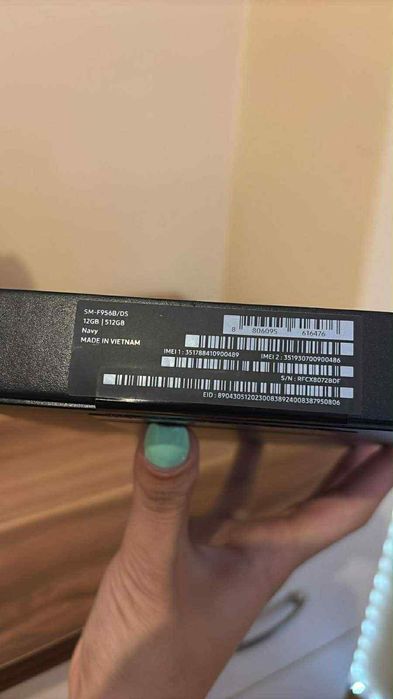 SM-F956B/DS
12GB | 512GB
Navy
MADE IN VIETNAM
8 806095 616476
IMEI 1 : 351788410900489
IMEI 2 : 351930700900486
S/N : RFCX8072BDF
EID : 89043051202300838924008387950806